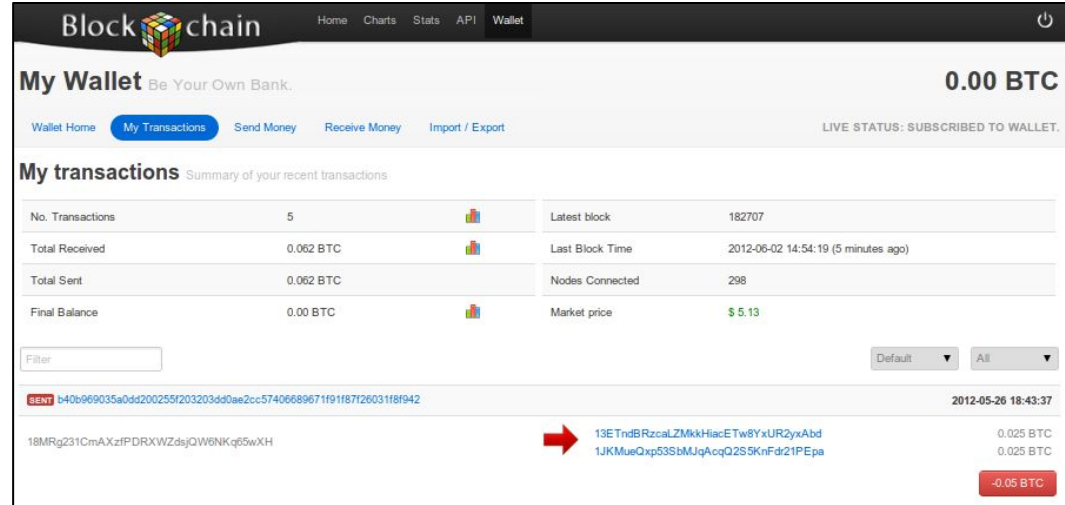 Blockchain Home Charts Stats API Wallet
My Wallet Be Your Own Bank. 0.00 BTC
Wallet Home My Transactions Send Money Receive Money Import / Export LIVE STATUS: SUBSCRIBED TO WALLET.
My transactions Summary of your recent transactions
No. Transactions 5 Latest block 182707
Total Received 0.062 BTC Last Block Time 2012-06-02 14:54:19 (5 minutes ago)
Total Sent 0.062 BTC Nodes Connected 298
Final Balance 0.00 BTC Market price $ 5.13
Filter Default All
SENT b40b969035a0dd200255f203203dd0ae2cc57406689671f91f87f26031f8f942 2012-05-26 18:43:37
18MRg231CmAXzfPDRXWZdsjQW6NKq65wXH 13ETndBRzcaLZMkkHiacETw8YxUR2yxAbd 0.025 BTC
1JKMueQxp53SbMJqAcqQ2S5KnFdr21PEpa 0.025 BTC
-0.05 BTC